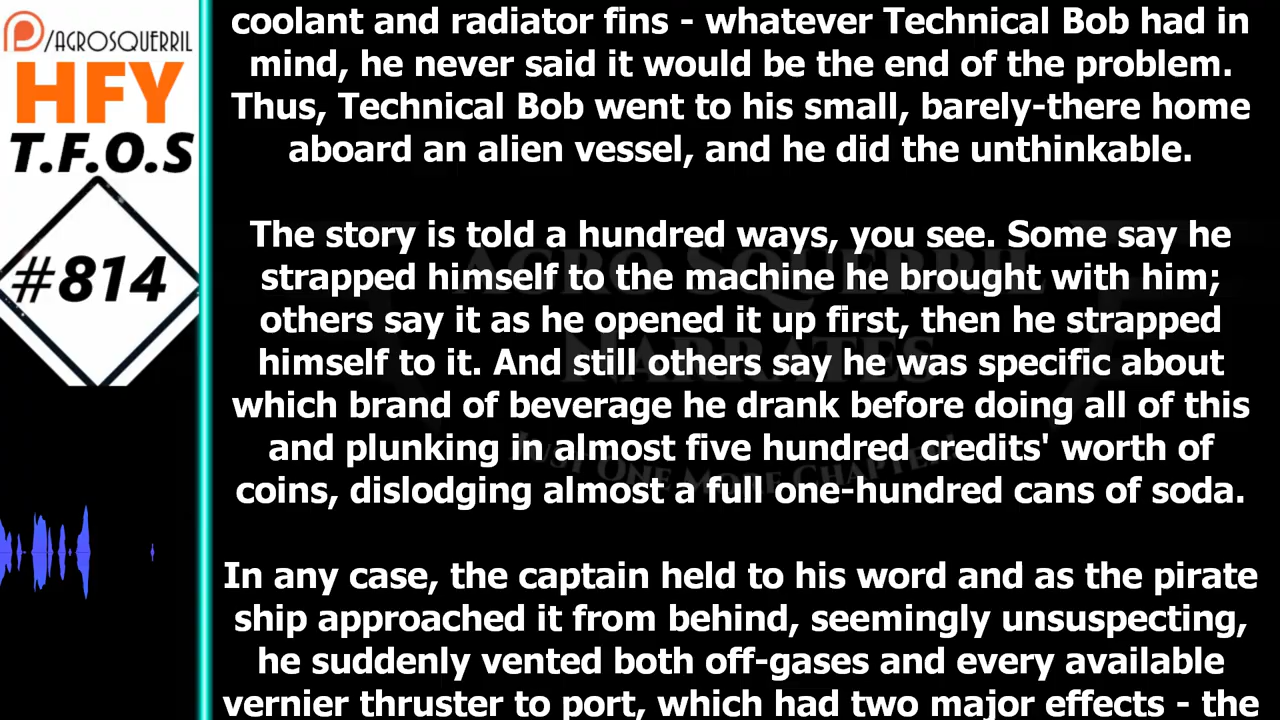 /AGROSQUERRIL
HFY
T.F.O.S
#814
coolant and radiator fins - whatever Technical Bob had in
mind, he never said it would be the end of the problem.
Thus, Technical Bob went to his small, barely-there home
aboard an alien vessel, and he did the unthinkable.
The story is told a hundred ways, you see. Some say he
strapped himself to the machine he brought with him;
others say it as he opened it up first, then he strapped
himself to it. And still others say he was specific about
which brand of beverage he drank before doing all of this
and plunking in almost five hundred credits' worth of
coins, dislodging almost a full one-hundred cans of soda.
In any case, the captain held to his word and as the pirate
ship approached it from behind, seemingly unsuspecting,
he suddenly vented both off-gases and every available
vernier thruster to port, which had two major effects - the
AGRO SQUERRIL
NARRATES
JUST ONE MORE CHAPTER